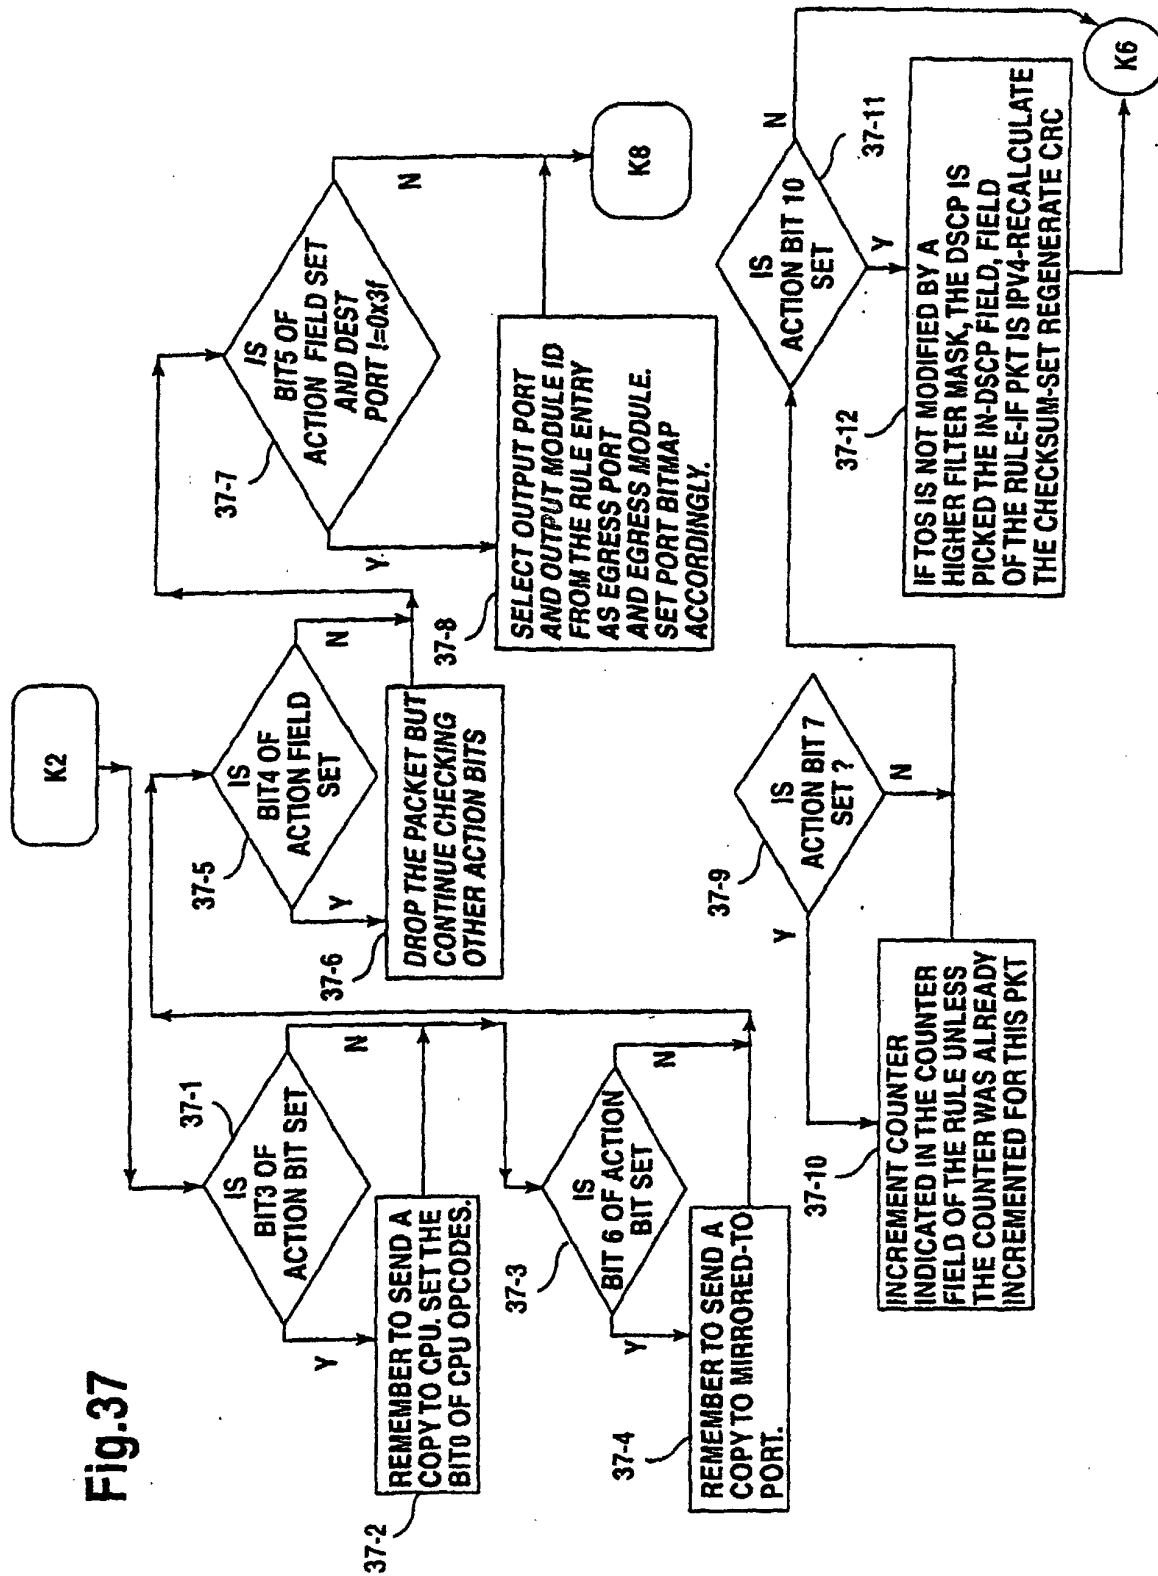 Fig.37
K2
37-1
IS
BIT3 OF
ACTION BIT SET
Y
N
37-2
REMEMBER TO SEND A
COPY TO CPU. SET THE
BIT0 OF CPU OPCODES.
37-3
IS
BIT 6 OF ACTION
BIT SET
Y
N
37-4
REMEMBER TO SEND A
COPY TO MIRRORED-TO
PORT.
37-5
IS
BIT4 OF
ACTION FIELD
SET
Y
N
37-6
DROP THE PACKET BUT
CONTINUE CHECKING
OTHER ACTION BITS
37-7
IS
BIT5 OF
ACTION FIELD SET
AND DEST
PORT !=0x3f
Y
N
37-8
SELECT OUTPUT PORT
AND OUTPUT MODULE ID
FROM THE RULE ENTRY
AS EGRESS PORT
AND EGRESS MODULE.
SET PORT BITMAP
ACCORDINGLY.
K8
37-9
IS
ACTION BIT 7
SET ?
Y
N
37-10
INCREMENT COUNTER
INDICATED IN THE COUNTER
FIELD OF THE RULE UNLESS
THE COUNTER WAS ALREADY
INCREMENTED FOR THIS PKT
37-11
IS
ACTION BIT 10
SET
Y
N
37-12
IF TOS IS NOT MODIFIED BY A
HIGHER FILTER MASK, THE DSCP IS
PICKED THE IN-DSCP FIELD, FIELD
OF THE RULE-IF PKT IS IPV4-RECALCULATE
THE CHECKSUM-SET REGENERATE CRC
K6